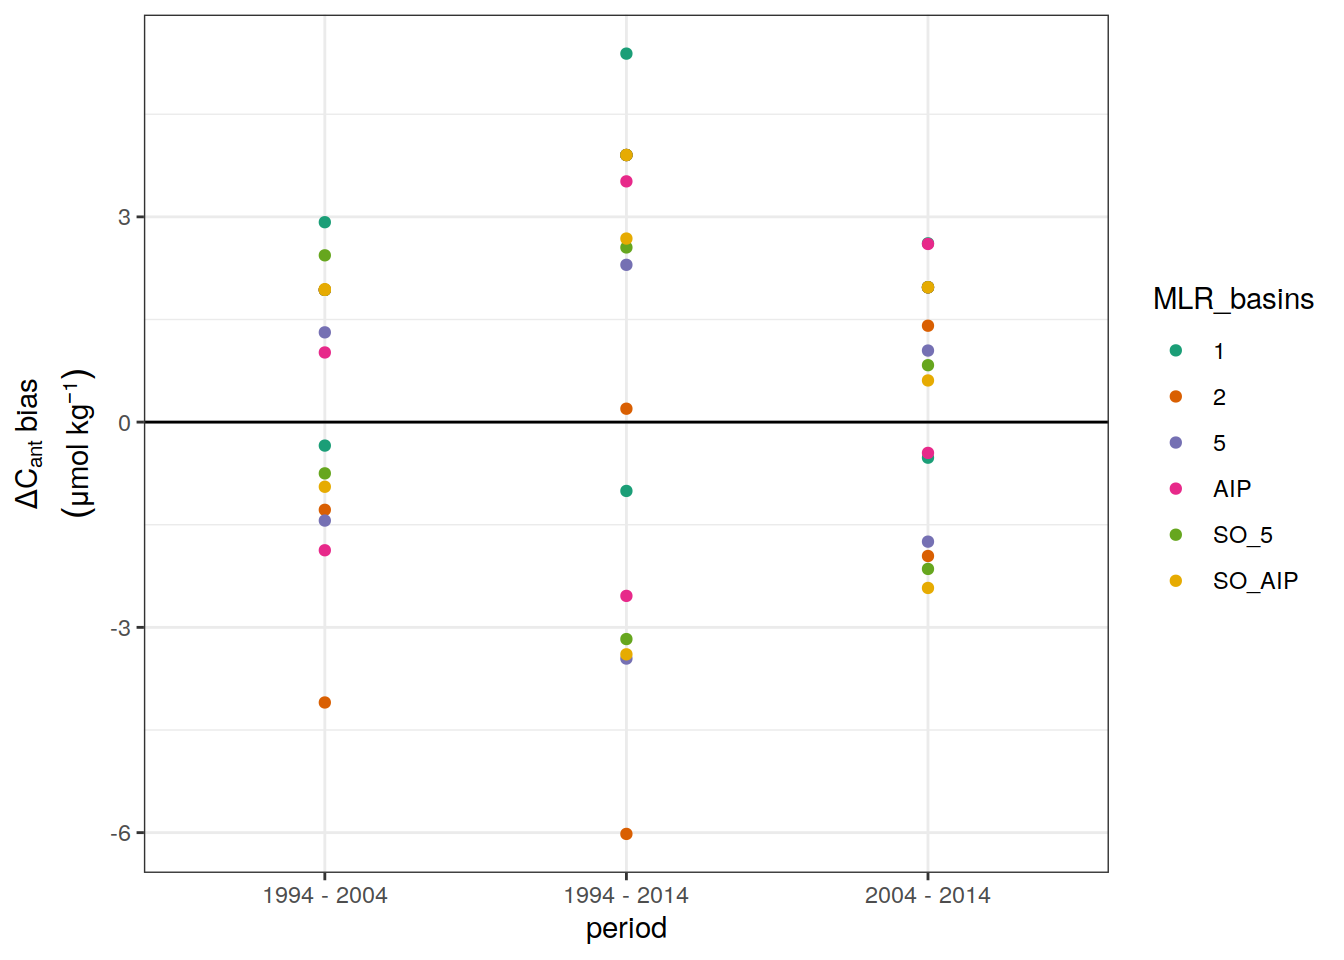 ΔCant bias
(μmol kg⁻¹)
3
0
-3
-6
1994 - 2004
1994 - 2014
2004 - 2014
period
MLR_basins
1
2
5
AIP
SO_5
SO_AIP